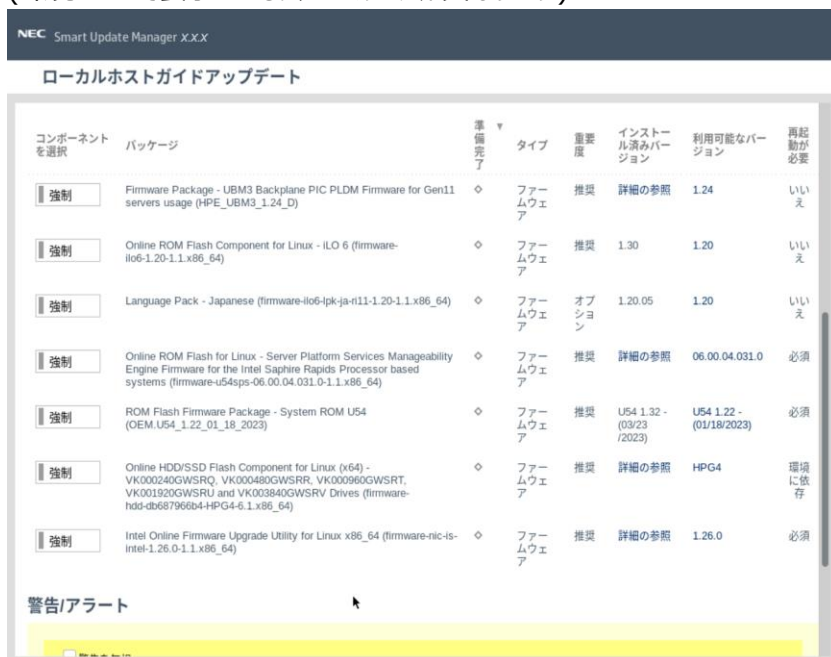 NEC Smart Update Manager X.X.X
ローカルホストガイドアップデート
コンポーネント
を選択
パッケージ
準
備
完
了
▼
タイプ
重要
度
インストー
ル済みバー
ジョン
利用可能なバー
ジョン
再起
動が
必要
強制
Firmware Package - UBM3 Backplane PIC PLDM Firmware for Gen11
servers usage (HPE_UBM3_1.24_D)
◇
ファー
ムウェ
ア
推奨
詳細の参照
1.24
いい
え
強制
Online ROM Flash Component for Linux - iLO 6 (firmware-
ilo6-1.20-1.1.x86_64)
◇
ファー
ムウェ
ア
推奨
1.30
1.20
いい
え
強制
Language Pack - Japanese (firmware-ilo6-lpk-ja-ri11-1.20-1.1.x86_64)
◇
ファー
ムウェ
ア
オプ
ショ
ン
1.20.05
1.20
いい
え
強制
Online ROM Flash for Linux - Server Platform Services Manageability
Engine Firmware for the Intel Saphire Rapids Processor based
systems (firmware-u54sps-06.00.04.031.0-1.1.x86_64)
◇
ファー
ムウェ
ア
推奨
詳細の参照
06.00.04.031.0
必須
強制
ROM Flash Firmware Package - System ROM U54
(OEM.U54_1.22_01_18_2023)
◇
ファー
ムウェ
ア
推奨
U54 1.32 -
(03/23
/2023)
U54 1.22 -
(01/18/2023)
必須
強制
Online HDD/SSD Flash Component for Linux (x64) -
VK000240GWSRQ, VK000480GWSRR, VK000960GWSRT,
VK001920GWSRU and VK003840GWSRV Drives (firmware-
hdd-db687966b4-HPG4-6.1.x86_64)
◇
ファー
ムウェ
ア
推奨
詳細の参照
HPG4
環境
に依
存
強制
Intel Online Firmware Upgrade Utility for Linux x86_64 (firmware-nic-is-
intel-1.26.0-1.1.x86_64)
◇
ファー
ムウェ
ア
推奨
詳細の参照
1.26.0
必須
警告/アラート